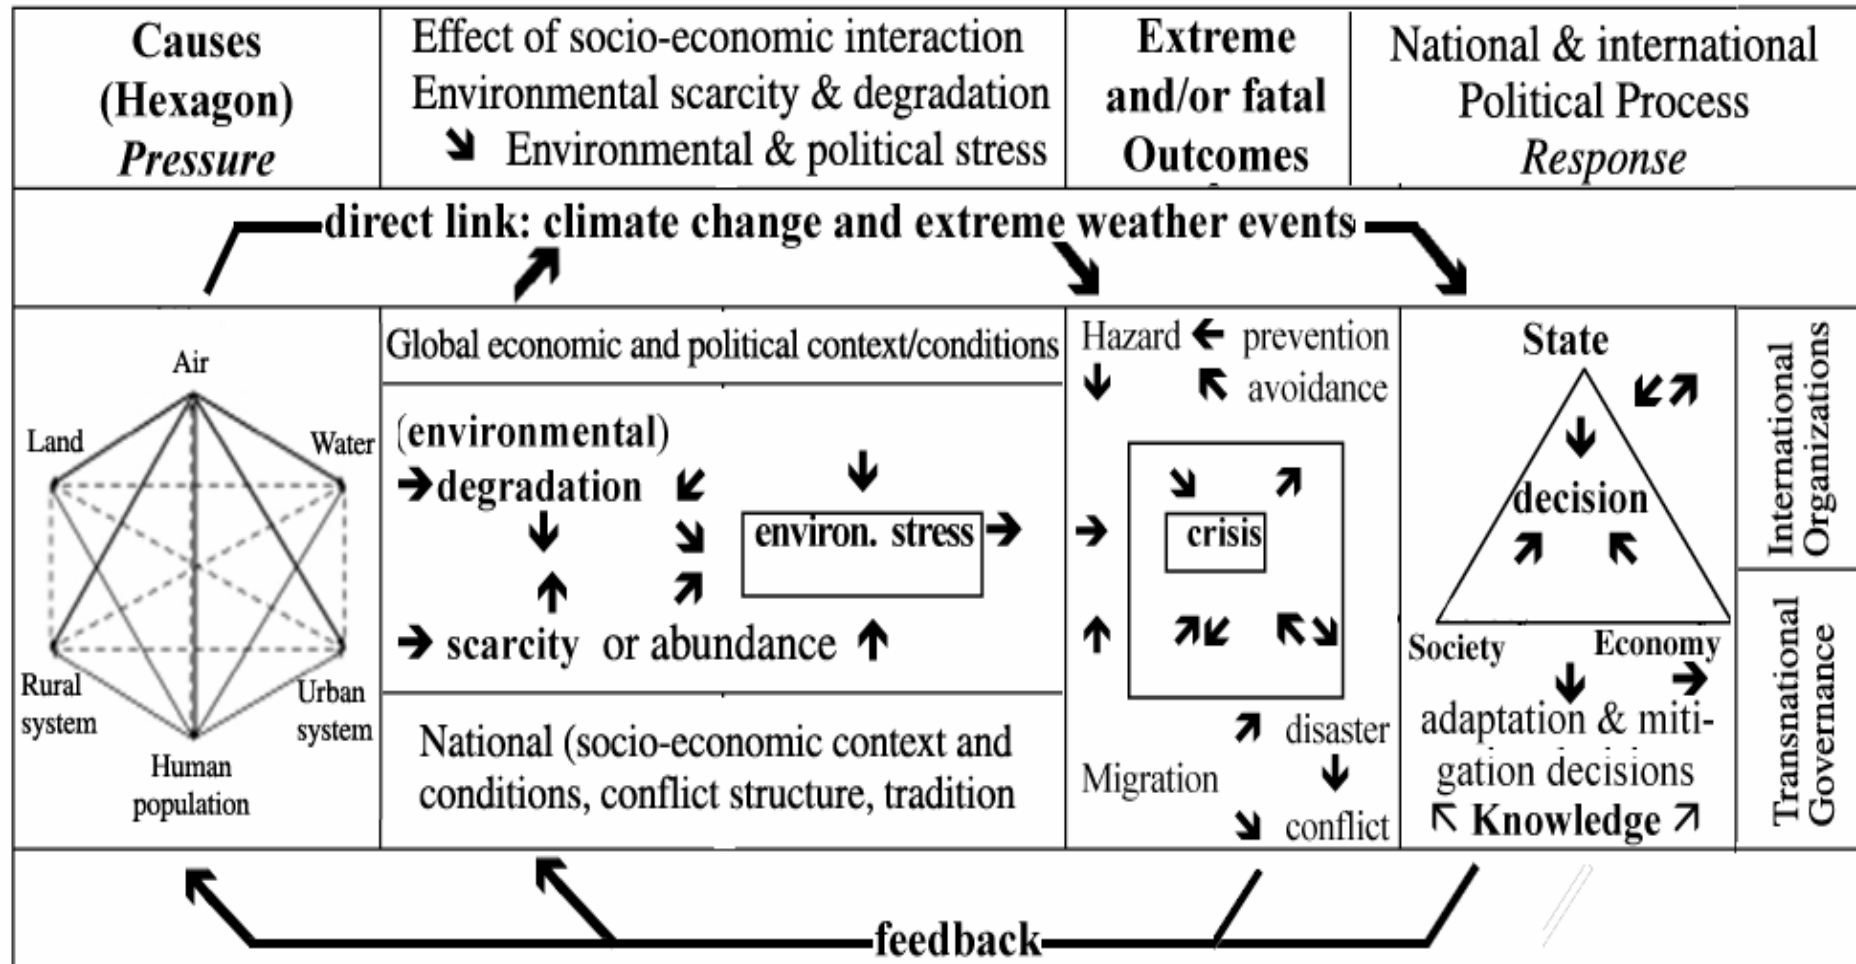 Causes
(Hexagon)
Pressure
Effect of socio-economic interaction
Environmental scarcity & degradation
Environmental & political stress
Extreme
and/or fatal
Outcomes
National & international
Political Process
Response
direct link: climate change and extreme weather events
Air
Land
Water
Rural
system
Urban
system
Human
population
Global economic and political context/conditions
(environmental)
degradation
environ. stress
scarcity or abundance
National (socio-economic context and
conditions, conflict structure, tradition
Hazard prevention
avoidance
crisis
disaster
Migration
conflict
State
decision
Society Economy
adaptation & miti-
gation decisions
Knowledge
International
Organizations
Transnational
Governance
feedback